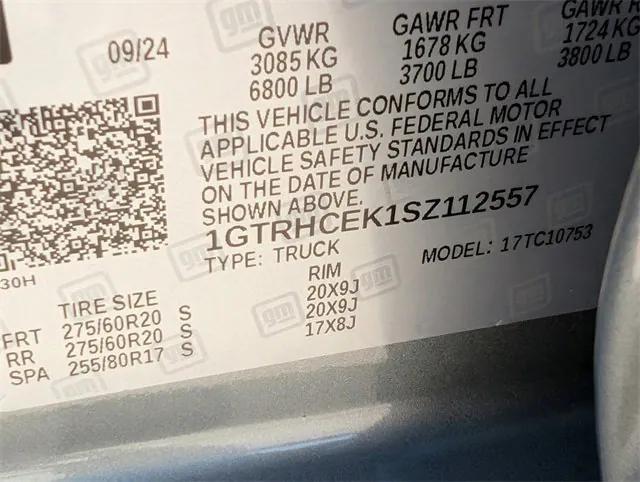 09/24
GVWR
3085 KG
6800 LB
GAWR FRT
1678 KG
3700 LB
GAWR
1724 KG
3800 LB
THIS VEHICLE CONFORMS TO ALL
APPLICABLE U.S. FEDERAL MOTOR
VEHICLE SAFETY STANDARDS IN EFFECT
ON THE DATE OF MANUFACTURE
SHOWN ABOVE.
1GTRHCEK1SZ112557
TYPE: TRUCK
MODEL: 17TC10753
30H
TIRE SIZE RIM
FRT 275/60R20 S 20X9J
RR 275/60R20 S 20X9J
SPA 255/80R17 S 17X8J
gm